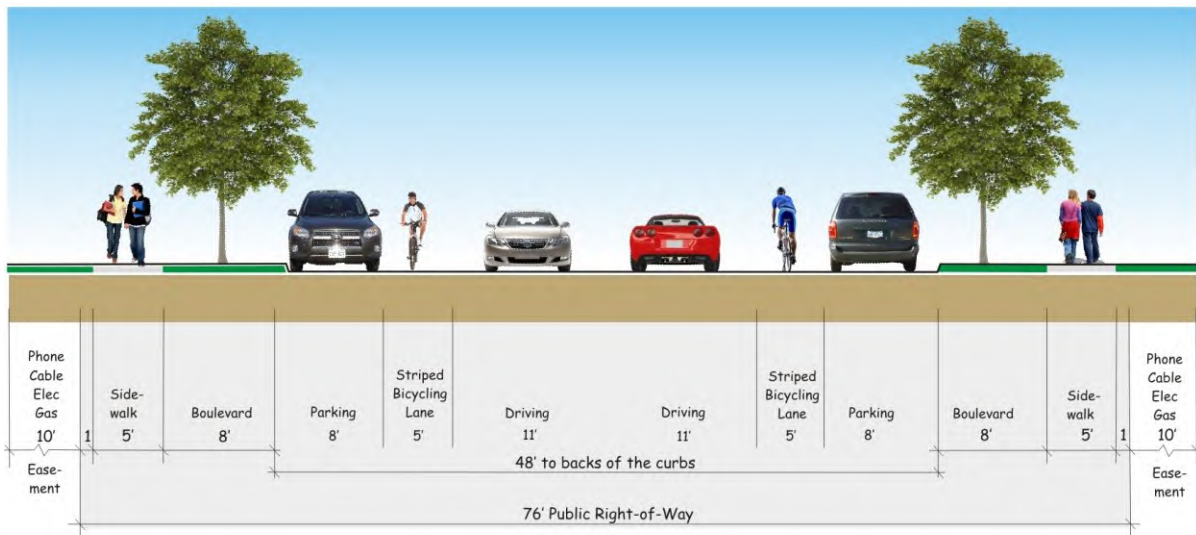 Phone
Cable
Elec
Gas
10'
Ease-
ment
1
Side-
walk
5'
Boulevard
8'
Parking
8'
Striped
Bicycling
Lane
5'
Driving
11'
Driving
11'
Striped
Bicycling
Lane
5'
Parking
8'
Boulevard
8'
Side-
walk
5'
1
Phone
Cable
Elec
Gas
10'
Ease-
ment
48' to backs of the curbs
76' Public Right-of-Way